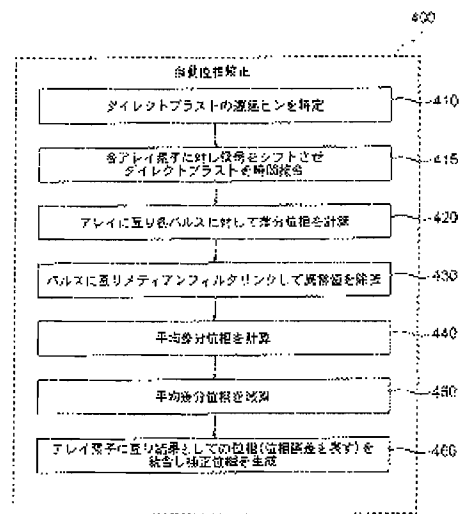 400
自動位相較正
ダイレクトブラストの遅延ビンを特定
410
各アレイ素子に対し信号をシフトさせ
ダイレクトブラストを時間整合
415
アレイに亙り各パルスに対して差分位相を計算
420
パルスに亙りメディアンフィルタリングして異常値を除去
430
平均差分位相を計算
440
平均差分位相を減算
450
アレイ素子に亙り結果としての位相(位相誤差を表す)を
統合し補正位相を生成
460